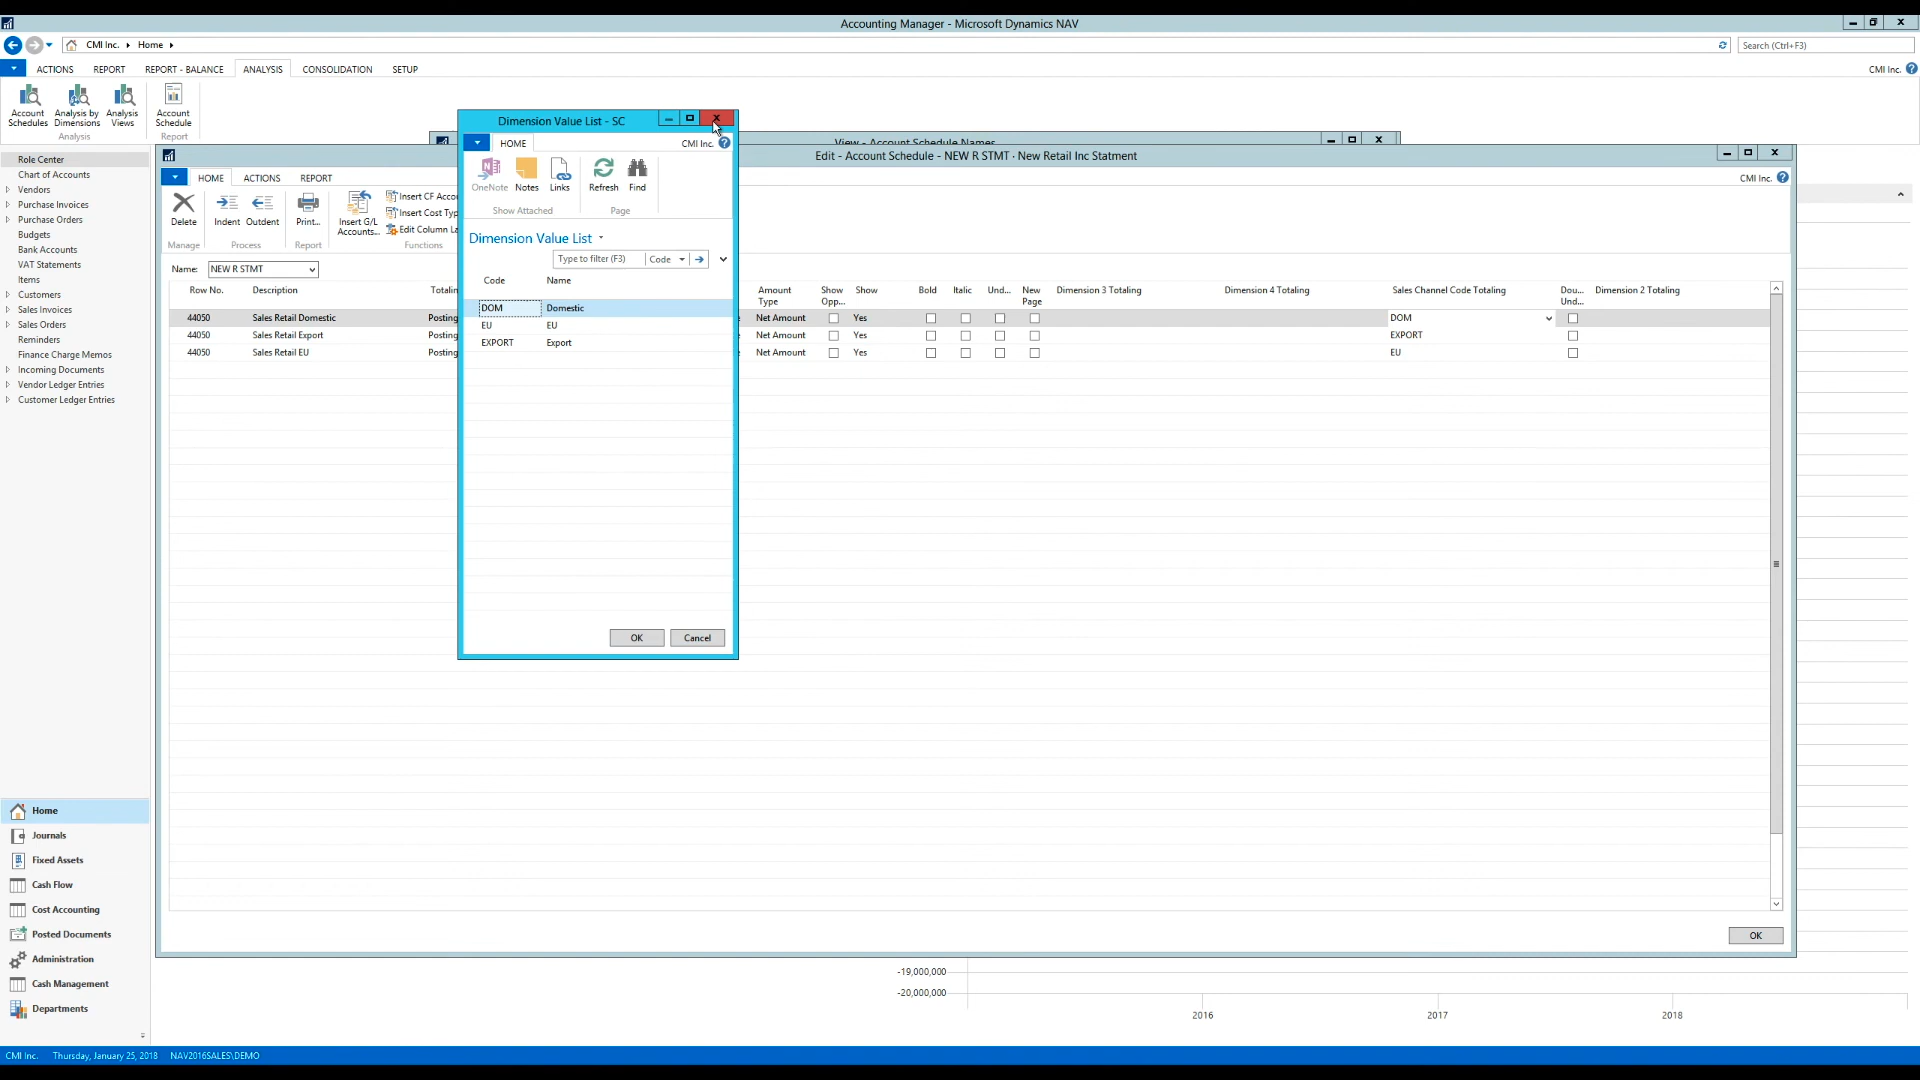 Accounting Manager - Microsoft Dynamics NAV
CMI Inc. Home
Search (Ctrl+F3)
ACTIONS REPORT REPORT - BALANCE ANALYSIS CONSOLIDATION SETUP
CMI Inc.
Account Schedules
Analysis by Dimensions
Analysis Views
Account Schedule
Analysis
Report
Role Center
Chart of Accounts
Vendors
Purchase Invoices
Purchase Orders
Budgets
Bank Accounts
VAT Statements
Items
Customers
Sales Invoices
Sales Orders
Reminders
Finance Charge Memos
Incoming Documents
Vendor Ledger Entries
Customer Ledger Entries
Home
Journals
Fixed Assets
Cash Flow
Cost Accounting
Posted Documents
Administration
Cash Management
Departments
View - Account Schedule Names
Edit - Account Schedule - NEW R STMT · New Retail Inc Statment
HOME ACTIONS REPORT
CMI Inc.
Delete
Indent
Outdent
Print...
Insert G/L Accounts...
Insert CF Accou
Insert Cost Typ
Edit Column La
Manage
Process
Report
Functions
Name: NEW R STMT
Row No. Description Totalin Amount Type Show Opp... Show Bold Italic Und... New Page Dimension 3 Totaling Dimension 4 Totaling Sales Channel Code Totaling Dou... Und... Dimension 2 Totaling
44050 Sales Retail Domestic Posting Net Amount Yes DOM
44050 Sales Retail Export Posting Net Amount Yes EXPORT
44050 Sales Retail EU Posting Net Amount Yes EU
OK
Dimension Value List - SC
HOME
CMI Inc.
OneNote
Notes
Links
Refresh
Find
Show Attached
Page
Dimension Value List
Type to filter (F3) Code
Code Name
DOM Domestic
EU EU
EXPORT Export
OK Cancel
-19,000,000
-20,000,000
2016 2017 2018
CMI Inc. Thursday, January 25, 2018 NAV2016SALES\DEMO